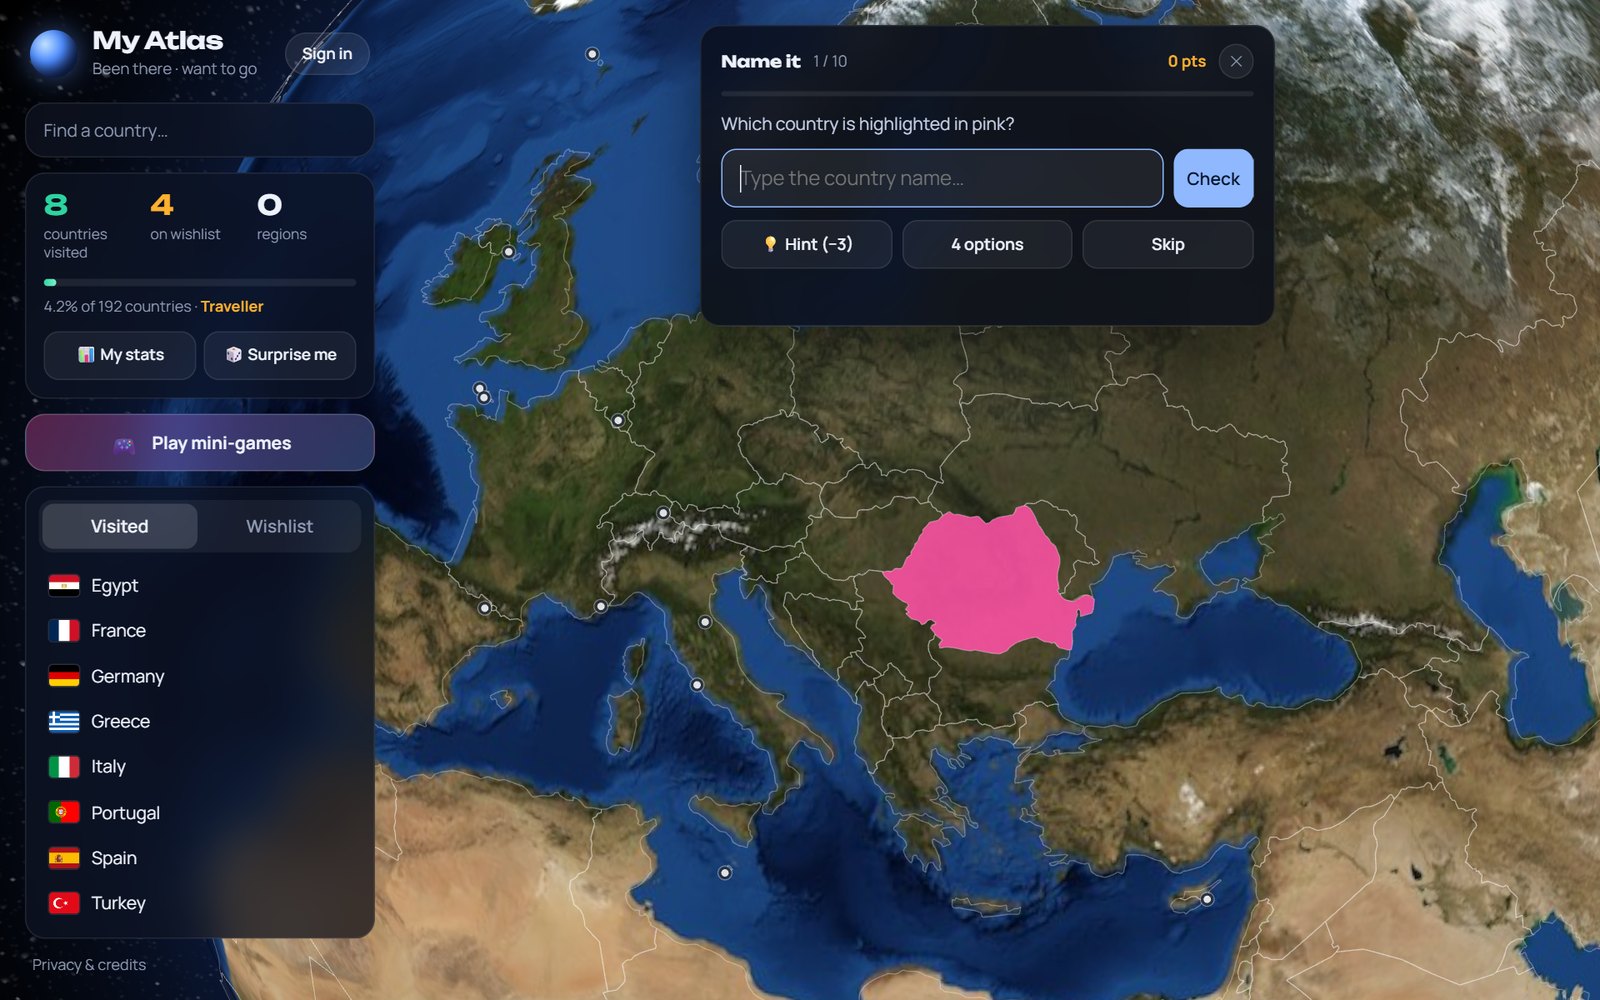 My Atlas
Been there · want to go
Sign in
Find a country…
8
countries visited
4
on wishlist
0
regions
4.2% of 192 countries · Traveller
My stats
Surprise me
Play mini-games
Visited
Wishlist
Egypt
France
Germany
Greece
Italy
Portugal
Spain
Turkey
Privacy & credits
Name it 1 / 10
0 pts
Which country is highlighted in pink?
Type the country name…
Check
Hint (−3)
4 options
Skip